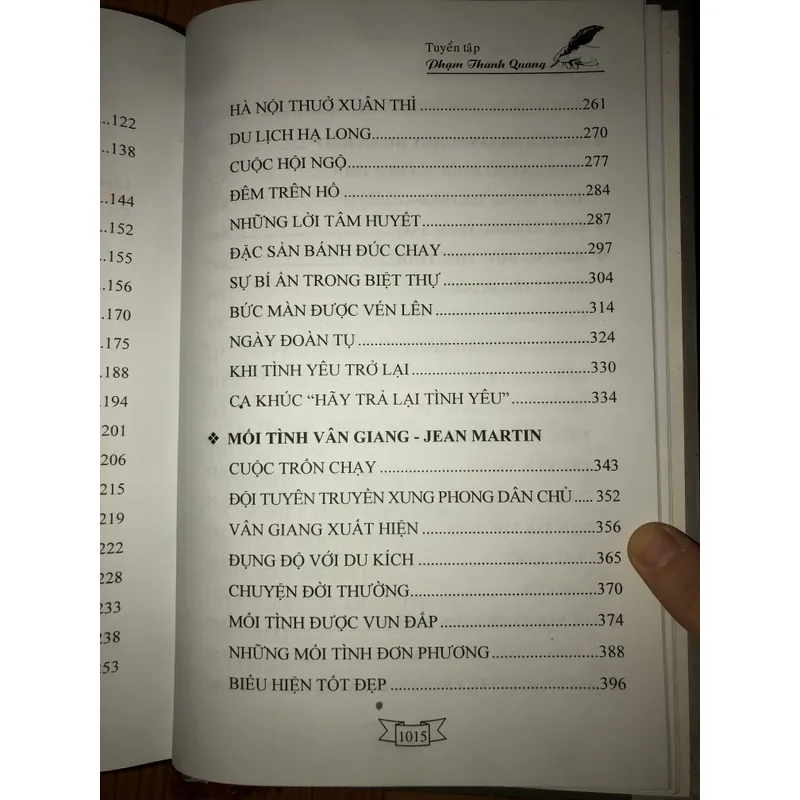 ...122
...138
..144
...152
...155
...156
..170
..175
..188
..194
201
206
215
219
222
228
233
238
253
Tuyển tập
Phạm Thanh Quang
HÀ NỘI THUỞ XUÂN THÌ ................................261
DU LỊCH HẠ LONG........................................270
CUỘC HỘI NGỘ.............................................277
ĐÊM TRÊN HỒ ..............................................284
NHỮNG LỜI TÂM HUYẾT...............................287
ĐẶC SẢN BÁNH ĐÚC CHAY...........................297
SỰ BÍ ẨN TRONG BIỆT THỰ...........................304
BỨC MÀN ĐƯỢC VÉN LÊN............................314
NGÀY ĐOÀN TỤ............................................324
KHI TÌNH YÊU TRỞ LẠI..................................330
CA KHÚC “HÃY TRẢ LẠI TÌNH YÊU”................334
❖ MỐI TÌNH VÂN GIANG - JEAN MARTIN
CUỘC TRỐN CHẠY........................................343
ĐỘI TUYÊN TRUYỀN XUNG PHONG DÂN CHỦ..... 352
VÂN GIANG XUẤT HIỆN.................................356
ĐỤNG ĐỘ VỚI DU KÍCH .................................365
CHUYỆN ĐỜI THƯỜNG..................................370
MỐI TÌNH ĐƯỢC VUN ĐẮP.............................374
NHỮNG MỐI TÌNH ĐƠN PHƯƠNG....................388
BIỂU HIỆN TỐT ĐẸP ......................................396
1015